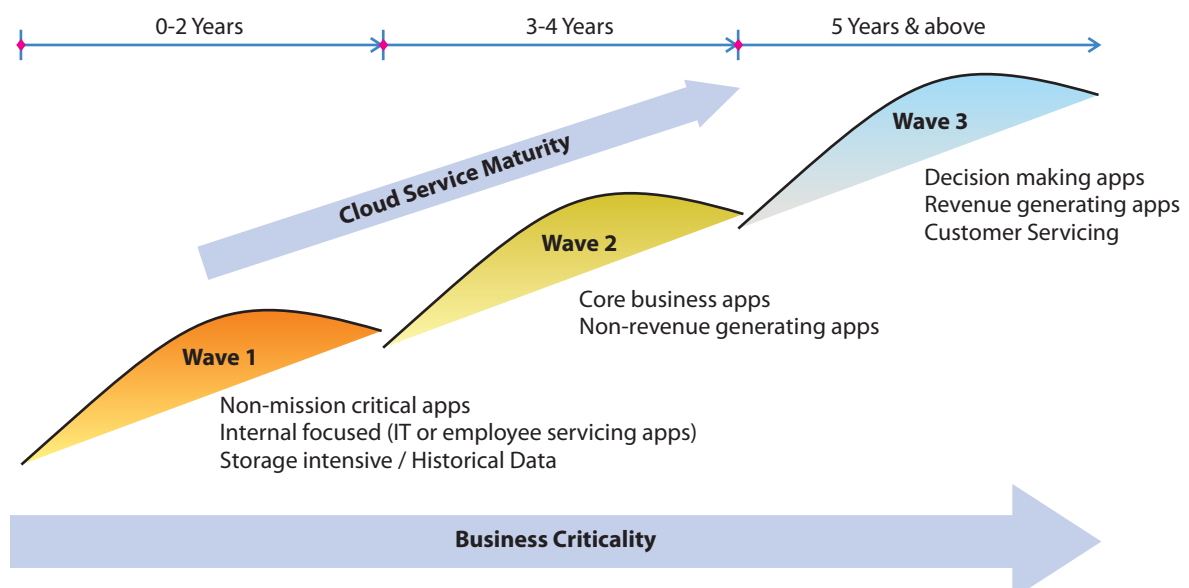 0-2 Years
3-4 Years
5 Years & above
Cloud Service Maturity
Wave 3
Decision making apps
Revenue generating apps
Customer Servicing
Wave 2
Core business apps
Non-revenue generating apps
Wave 1
Non-mission critical apps
Internal focused (IT or employee servicing apps)
Storage intensive / Historical Data
Business Criticality